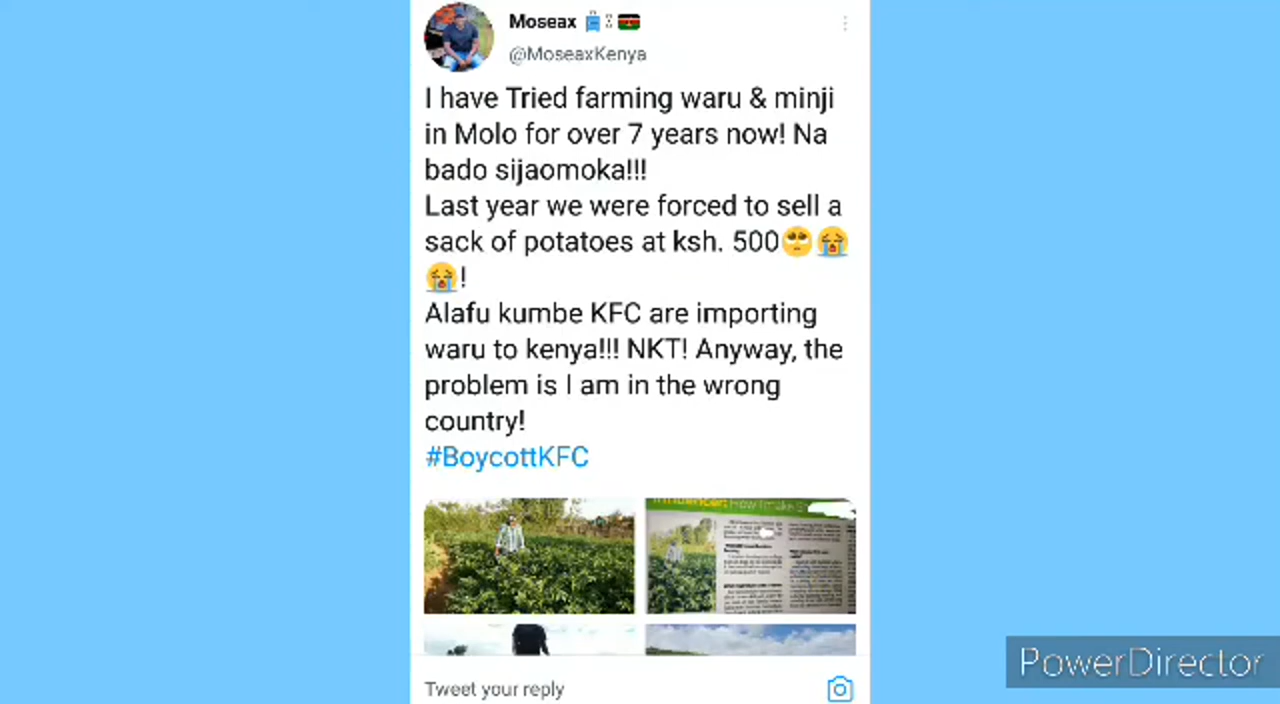 Moseax
@MoseaxKenya
I have Tried farming waru & minji
in Molo for over 7 years now! Na
bado sijaomoka!!!
Last year we were forced to sell a
sack of potatoes at ksh. 500🙄😭
😭!
Alafu kumbe KFC are importing
waru to kenya!!! NKT! Anyway, the
problem is I am in the wrong
country!
#BoycottKFC
Tweet your reply
PowerDirector